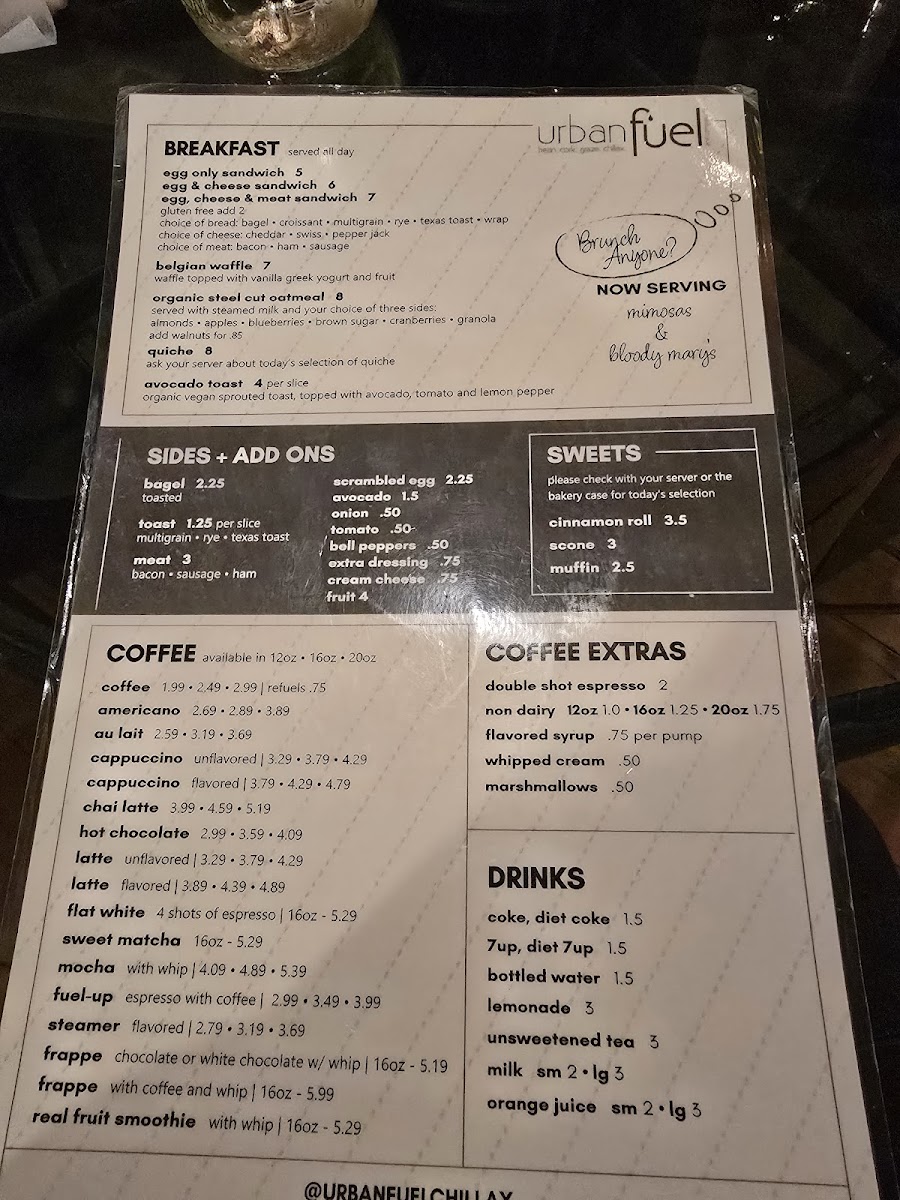 urban fuel
BREAKFAST served all day
egg only sandwich 5
egg & cheese sandwich 6
egg, cheese & meat sandwich 7
gluten free add 2
choice of bread: bagel • croissant • multigrain • rye • texas toast • wrap
choice of cheese: cheddar • swiss • pepper jack
choice of meat: bacon • ham • sausage
belgian waffle 7
waffle topped with vanilla greek yogurt and fruit
organic steel cut oatmeal 8
served with steamed milk and your choice of three sides:
almonds • apples • blueberries • brown sugar • cranberries • granola
add walnuts for .85
quiche 8
ask your server about today's selection of quiche
avocado toast 4 per slice
organic vegan sprouted toast, topped with avocado, tomato and lemon pepper
Brunch
Anyone?
NOW SERVING
mimosas
&
bloody mary's
SIDES + ADD ONS
bagel 2.25
toasted
toast 1.25 per slice
multigrain • rye • texas toast
meat 3
bacon • sausage • ham
scrambled egg 2.25
avocado 1.5
onion .50
tomato .50
bell peppers .50
extra dressing .75
cream cheese .75
fruit 4
SWEETS
please check with your server or the
bakery case for today's selection
cinnamon roll 3.5
scone 3
muffin 2.5
COFFEE available in 12oz • 16oz • 20oz
coffee 1.99 • 2.49 • 2.99 | refuels .75
americano 2.69 • 2.89 • 3.89
au lait 2.59 • 3.19 • 3.69
cappuccino unflavored | 3.29 • 3.79 • 4.29
cappuccino flavored | 3.79 • 4.29 • 4.79
chai latte 3.99 • 4.59 • 5.19
hot chocolate 2.99 • 3.59 • 4.09
latte unflavored | 3.29 • 3.79 • 4.29
latte flavored | 3.89 • 4.39 • 4.89
flat white 4 shots of espresso | 16oz - 5.29
sweet matcha 16oz - 5.29
mocha with whip | 4.09 • 4.89 • 5.39
fuel-up espresso with coffee | 2.99 • 3.49 • 3.99
steamer flavored | 2.79 • 3.19 • 3.69
frappe chocolate or white chocolate w/ whip | 16oz - 5.19
frappe with coffee and whip | 16oz - 5.99
real fruit smoothie with whip | 16oz - 5.29
COFFEE EXTRAS
double shot espresso 2
non dairy 12oz 1.0 • 16oz 1.25 • 20oz 1.75
flavored syrup .75 per pump
whipped cream .50
marshmallows .50
DRINKS
coke, diet coke 1.5
7up, diet 7up 1.5
bottled water 1.5
lemonade 3
unsweetened tea 3
milk sm 2 • lg 3
orange juice sm 2 • lg 3